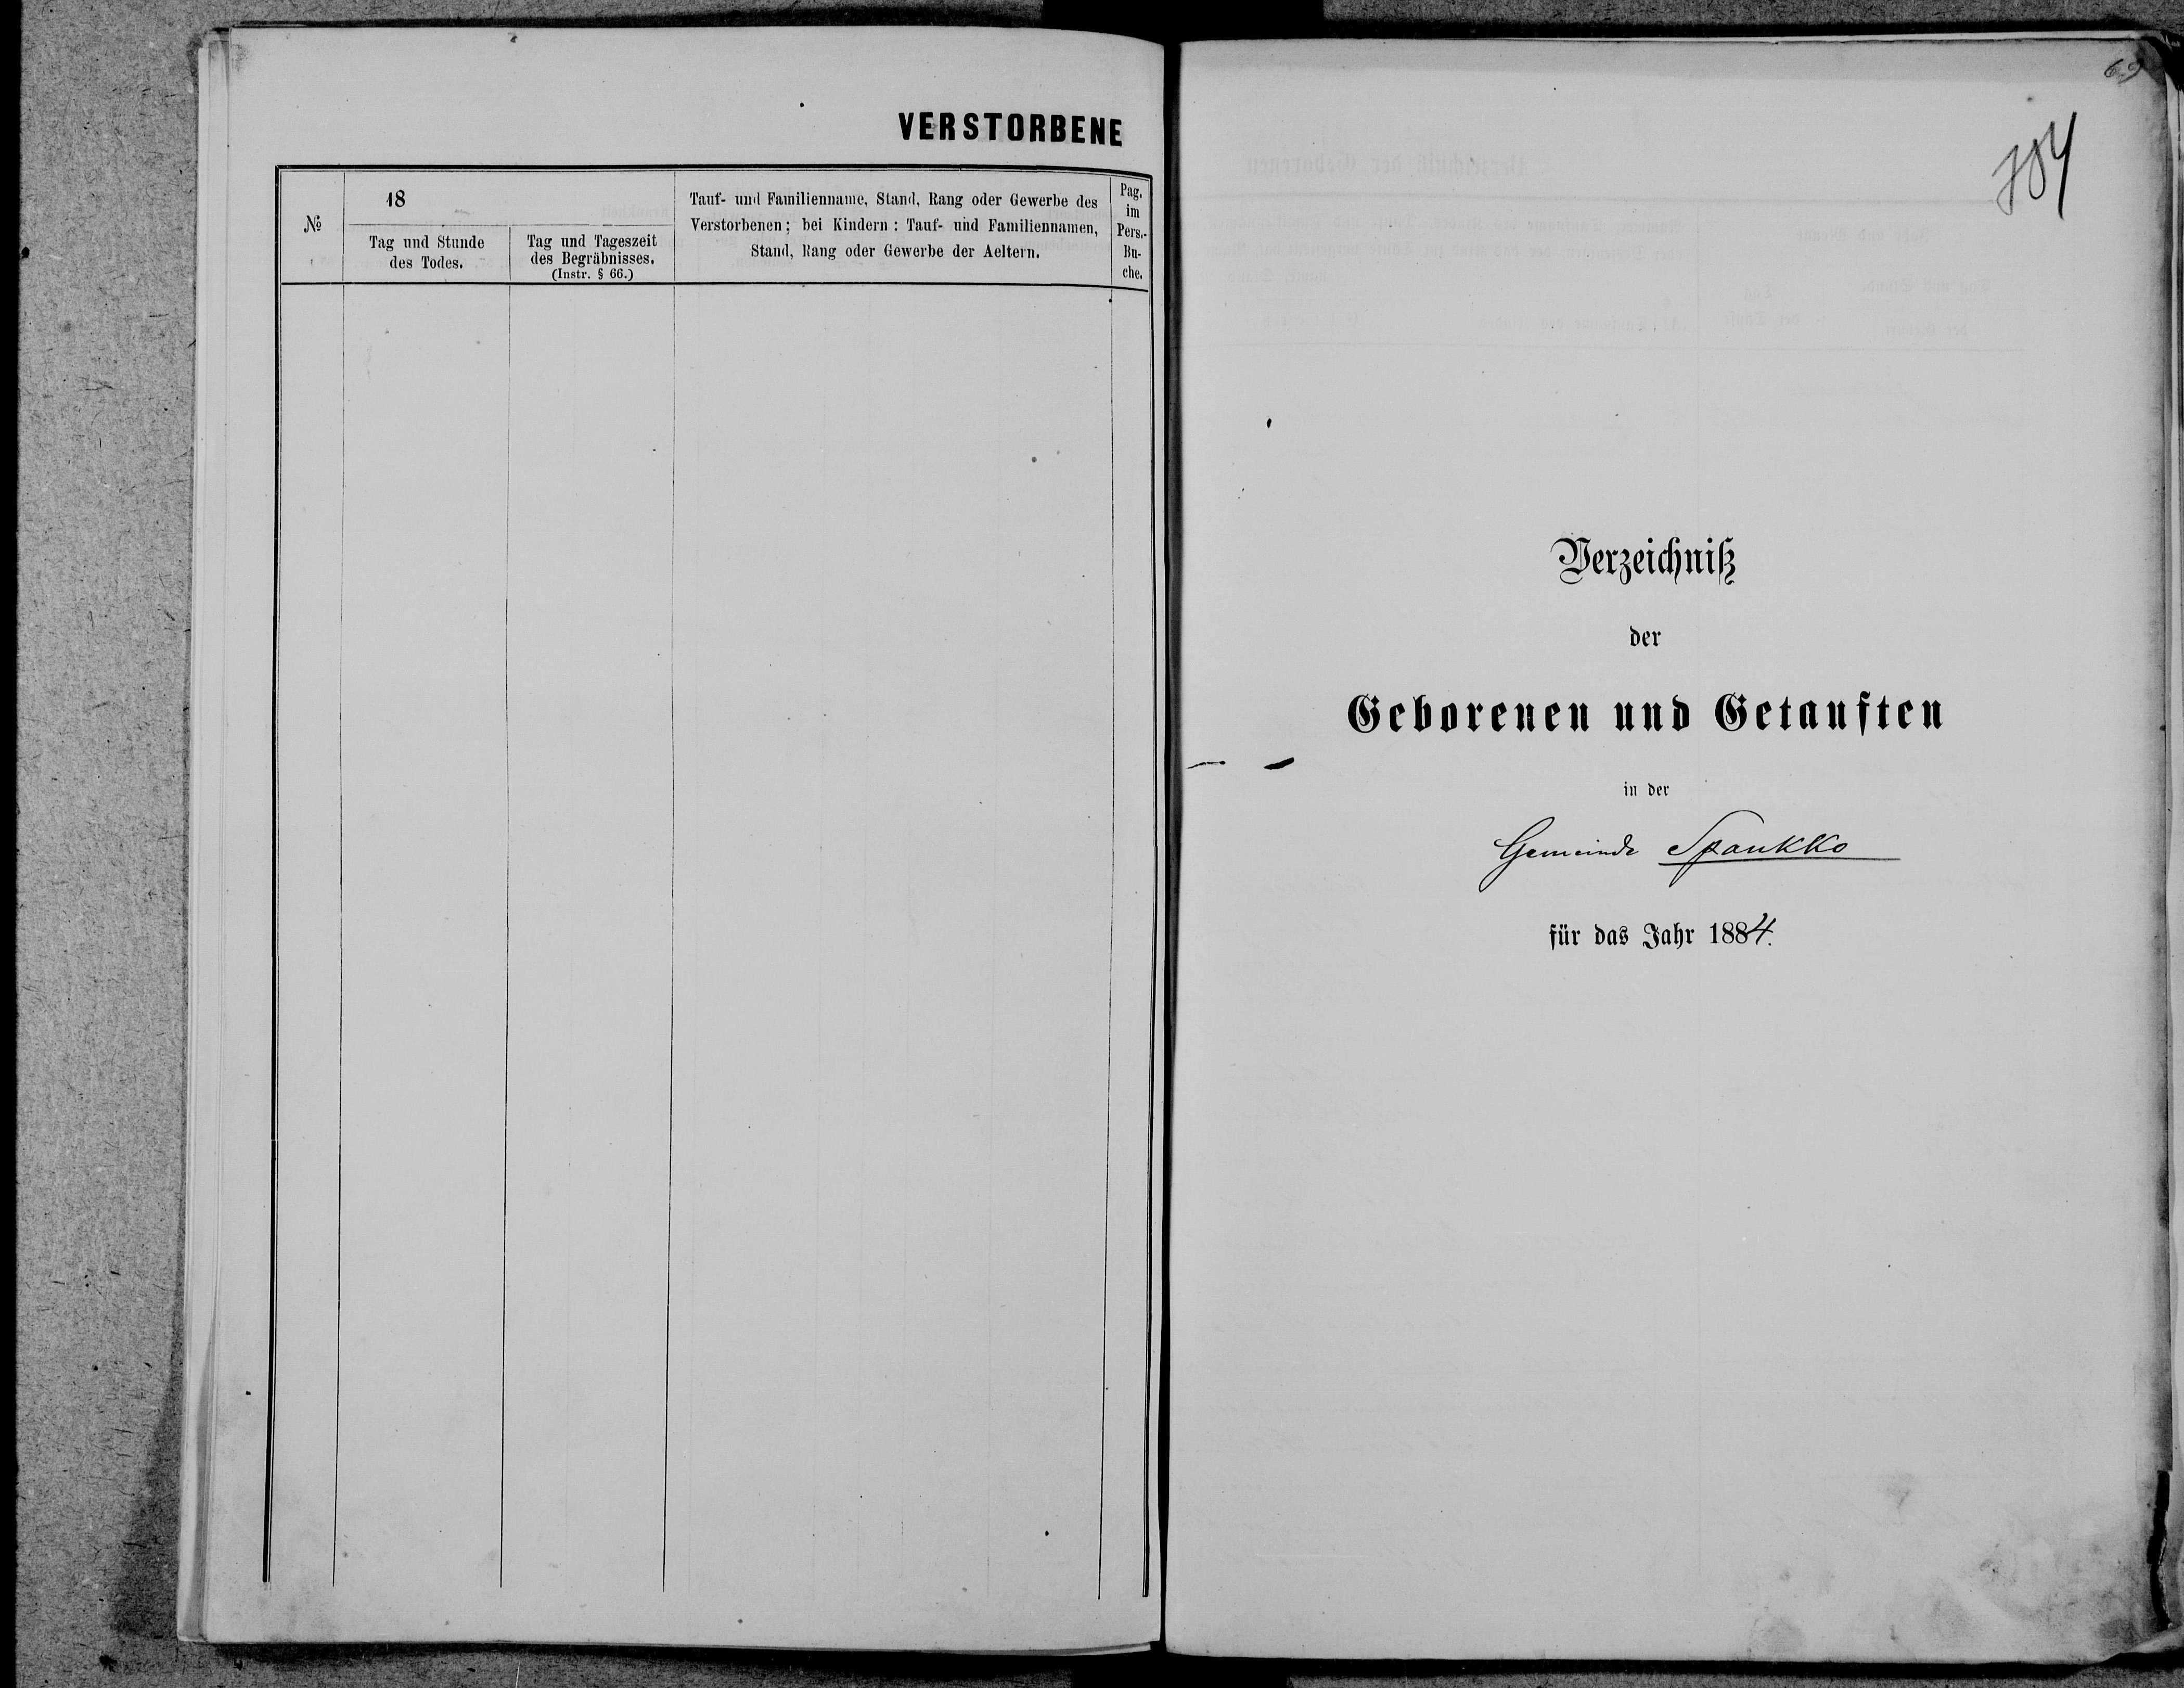 VERSTORBENE
№
18
Tag und Stunde
des Todes.
Tag und Tageszeit
des Begräbnisses.
(Instr. § 66.)
Tauf- und Familienname, Stand, Rang oder Gewerbe des
Verstorbenen; bei Kindern: Tauf- und Familiennamen,
Stand, Rang oder Gewerbe der Aeltern.
Pag.
im
Pers.-
Bu-
che.
69
Verzeichniß
der
Geborenen und Getauften
in der
Gemeinde Spankko
für das Jahr 1884.